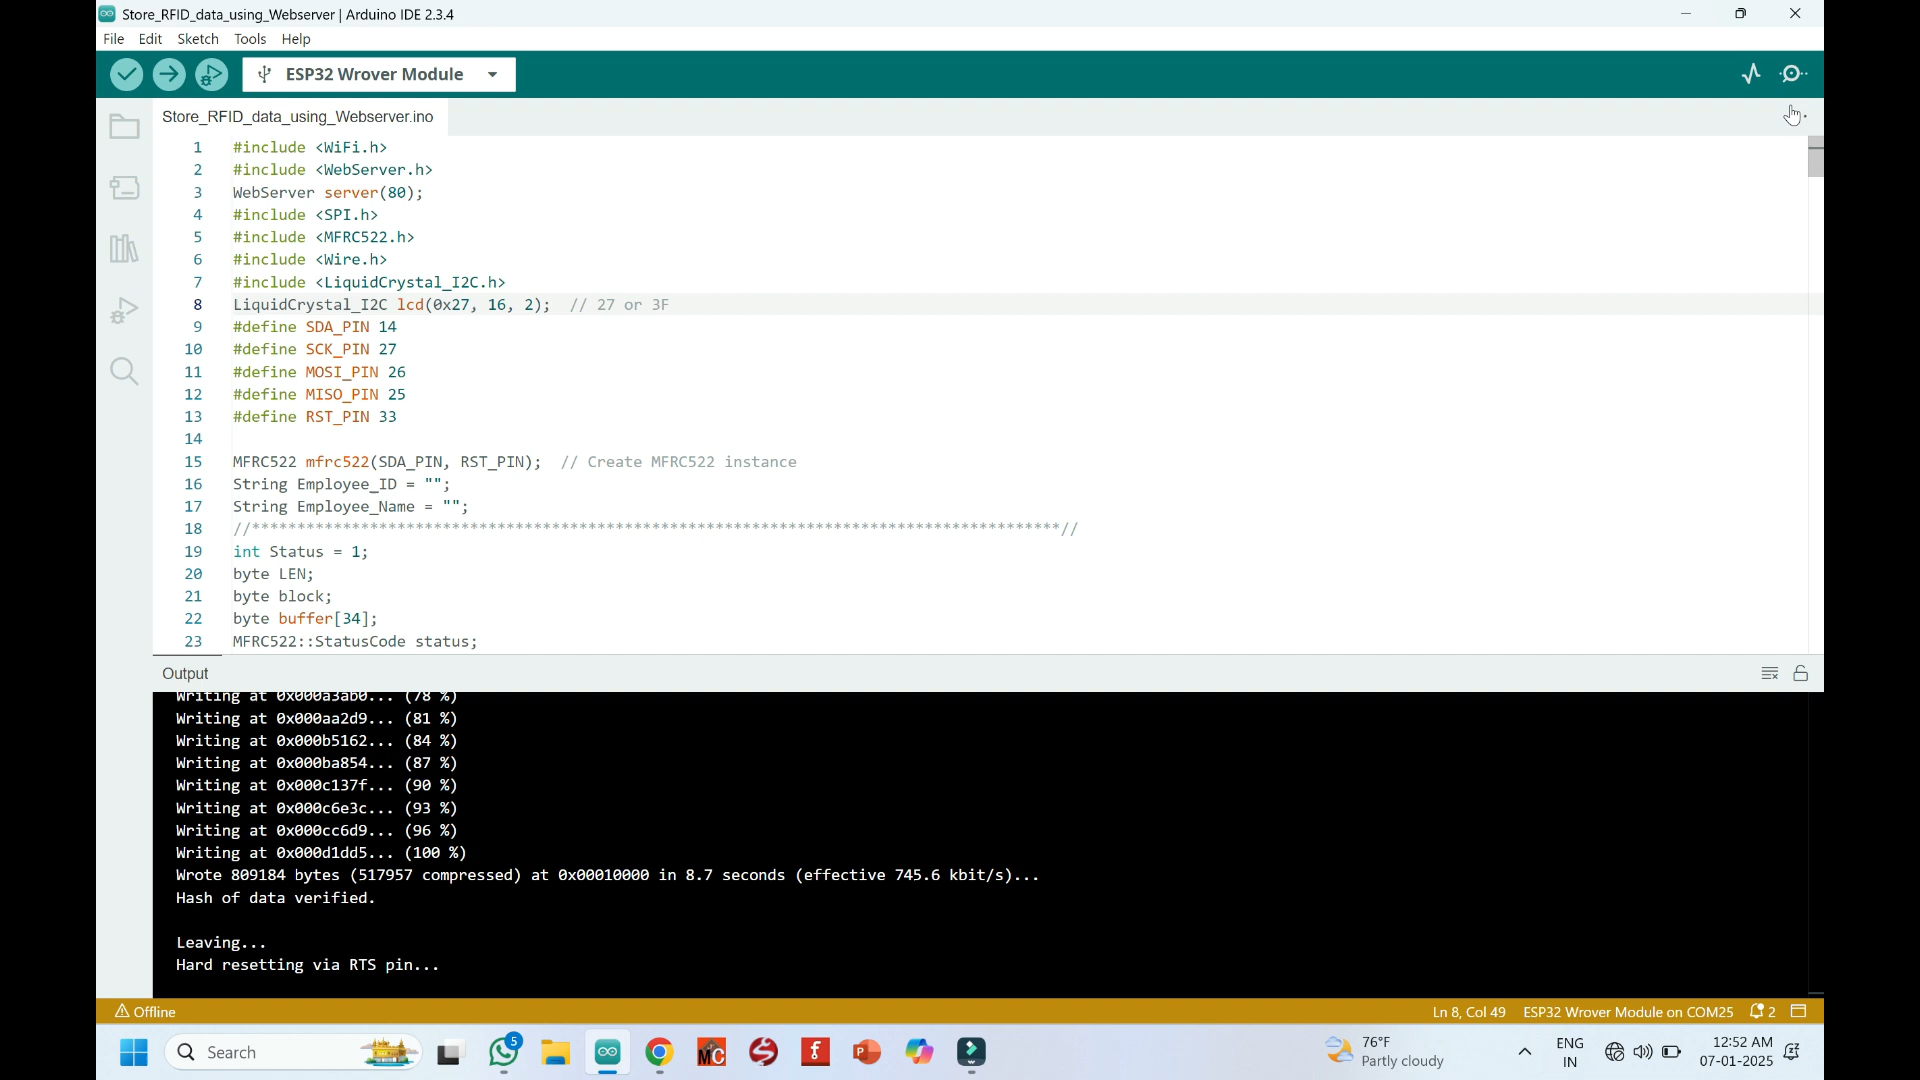 Store_RFID_data_using_Webserver | Arduino IDE 2.3.4
File Edit Sketch Tools Help
ESP32 Wrover Module
Store_RFID_data_using_Webserver.ino
1 #include <WiFi.h>
2 #include <WebServer.h>
3 WebServer server(80);
4 #include <SPI.h>
5 #include <MFRC522.h>
6 #include <Wire.h>
7 #include <LiquidCrystal_I2C.h>
8 LiquidCrystal_I2C lcd(0x27, 16, 2); // 27 or 3F
9 #define SDA_PIN 14
10 #define SCK_PIN 27
11 #define MOSI_PIN 26
12 #define MISO_PIN 25
13 #define RST_PIN 33
14
15 MFRC522 mfrc522(SDA_PIN, RST_PIN); // Create MFRC522 instance
16 String Employee_ID = "";
17 String Employee_Name = "";
18 //*****************************************************************************************//
19 int Status = 1;
20 byte LEN;
21 byte block;
22 byte buffer[34];
23 MFRC522::StatusCode status;
Output
Writing at 0x000a3ab0... (78 %)
Writing at 0x000aa2d9... (81 %)
Writing at 0x000b5162... (84 %)
Writing at 0x000ba854... (87 %)
Writing at 0x000c137f... (90 %)
Writing at 0x000c6e3c... (93 %)
Writing at 0x000cc6d9... (96 %)
Writing at 0x000d1dd5... (100 %)
Wrote 809184 bytes (517957 compressed) at 0x00010000 in 8.7 seconds (effective 745.6 kbit/s)...
Hash of data verified.
Leaving...
Hard resetting via RTS pin...
Offline Ln 8, Col 49 ESP32 Wrover Module on COM25 2
Search 5 MC f P 76°F ENG 12:52 AM
Partly cloudy IN 07-01-2025